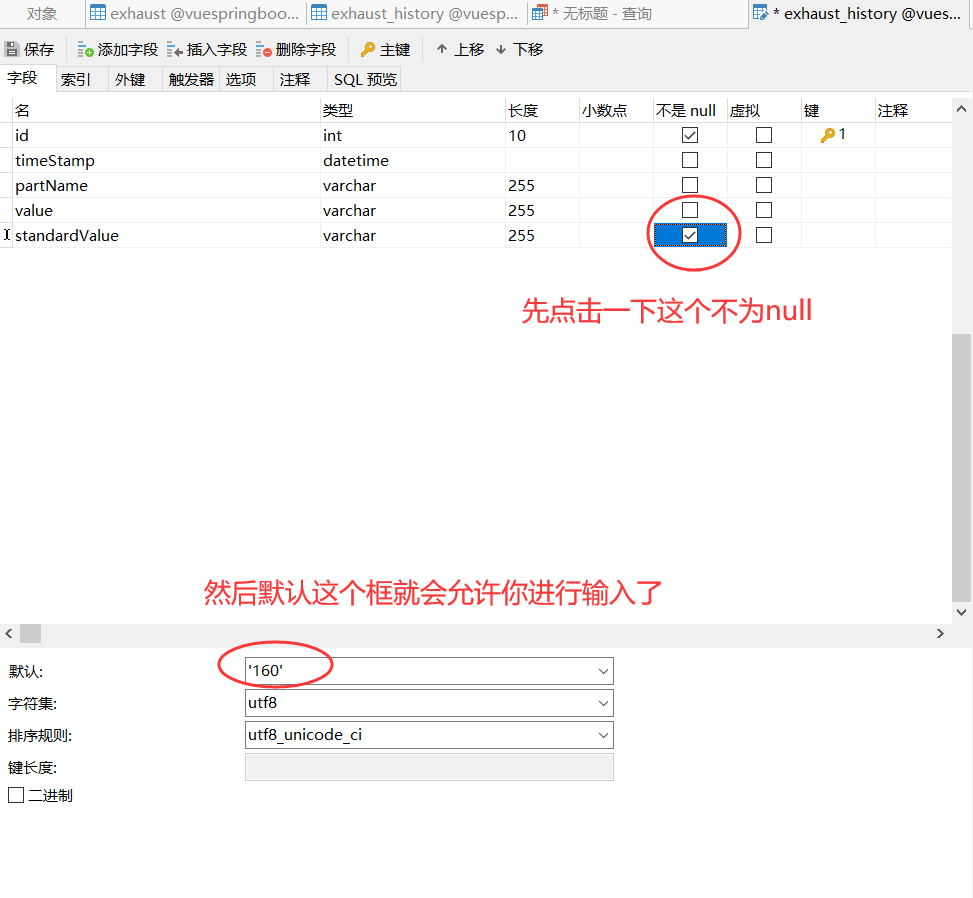 对象 exhaust @vuespringboo... exhaust_history @vuesp... * 无标题 - 查询 * exhaust_history @vues...
保存 添加字段 插入字段 删除字段 主键 上移 下移
字段 索引 外键 触发器 选项 注释 SQL 预览
名 类型 长度 小数点 不是 null 虚拟 键 注释
id int 10 1
timeStamp datetime
partName varchar 255
value varchar 255
standardValue varchar 255
先点击一下这个不为null
然后默认这个框就会允许你进行输入了
默认: '160'
字符集: utf8
排序规则: utf8_unicode_ci
键长度:
二进制